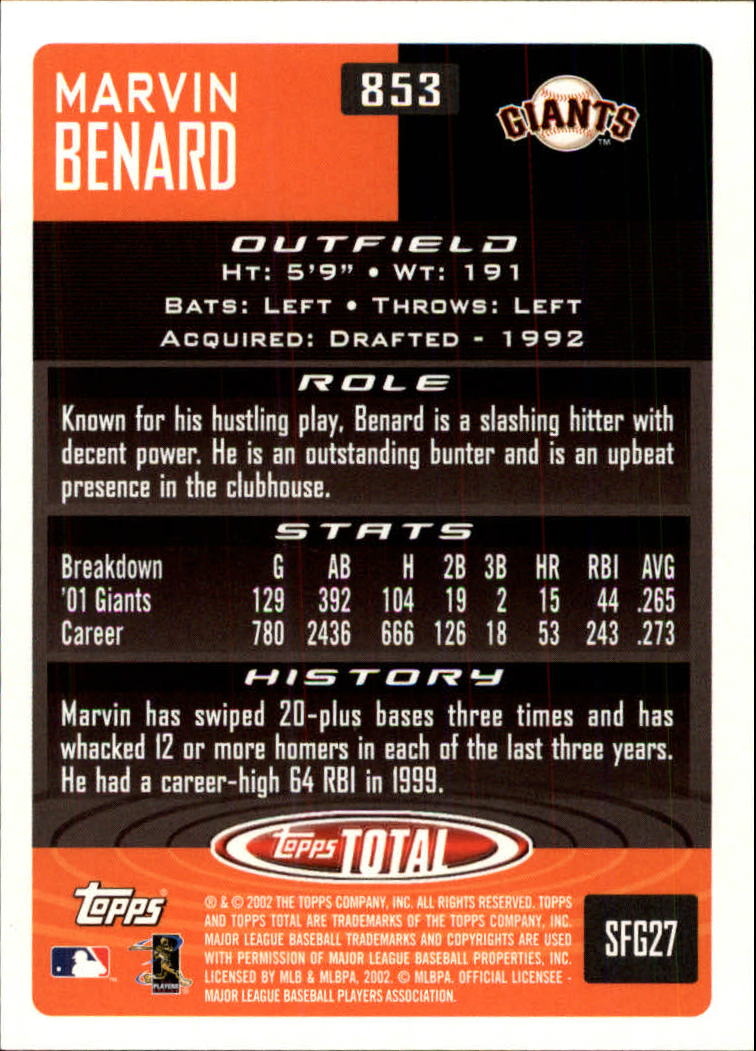 MARVIN
BENARD
853
GIANTS
TM
OUTFIELD
HT: 5'9" • WT: 191
BATS: LEFT • THROWS: LEFT
ACQUIRED: DRAFTED - 1992
ROLE
Known for his hustling play, Benard is a slashing hitter with
decent power. He is an outstanding bunter and is an upbeat
presence in the clubhouse.
STATS
Breakdown G AB H 2B 3B HR RBI AVG
'01 Giants 129 392 104 19 2 15 44 .265
Career 780 2436 666 126 18 53 243 .273
HISTORY
Marvin has swiped 20-plus bases three times and has
whacked 12 or more homers in each of the last three years.
He had a career-high 64 RBI in 1999.
Topps TOTAL
Topps®
® & © 2002 THE TOPPS COMPANY, INC. ALL RIGHTS RESERVED. TOPPS
AND TOPPS TOTAL ARE TRADEMARKS OF THE TOPPS COMPANY, INC.
MAJOR LEAGUE BASEBALL TRADEMARKS AND COPYRIGHTS ARE USED
WITH PERMISSION OF MAJOR LEAGUE BASEBALL PROPERTIES, INC.
LICENSED BY MLB & MLBPA, 2002. © MLBPA. OFFICIAL LICENSEE -
MAJOR LEAGUE BASEBALL PLAYERS ASSOCIATION.
SFG27
PLAYERS